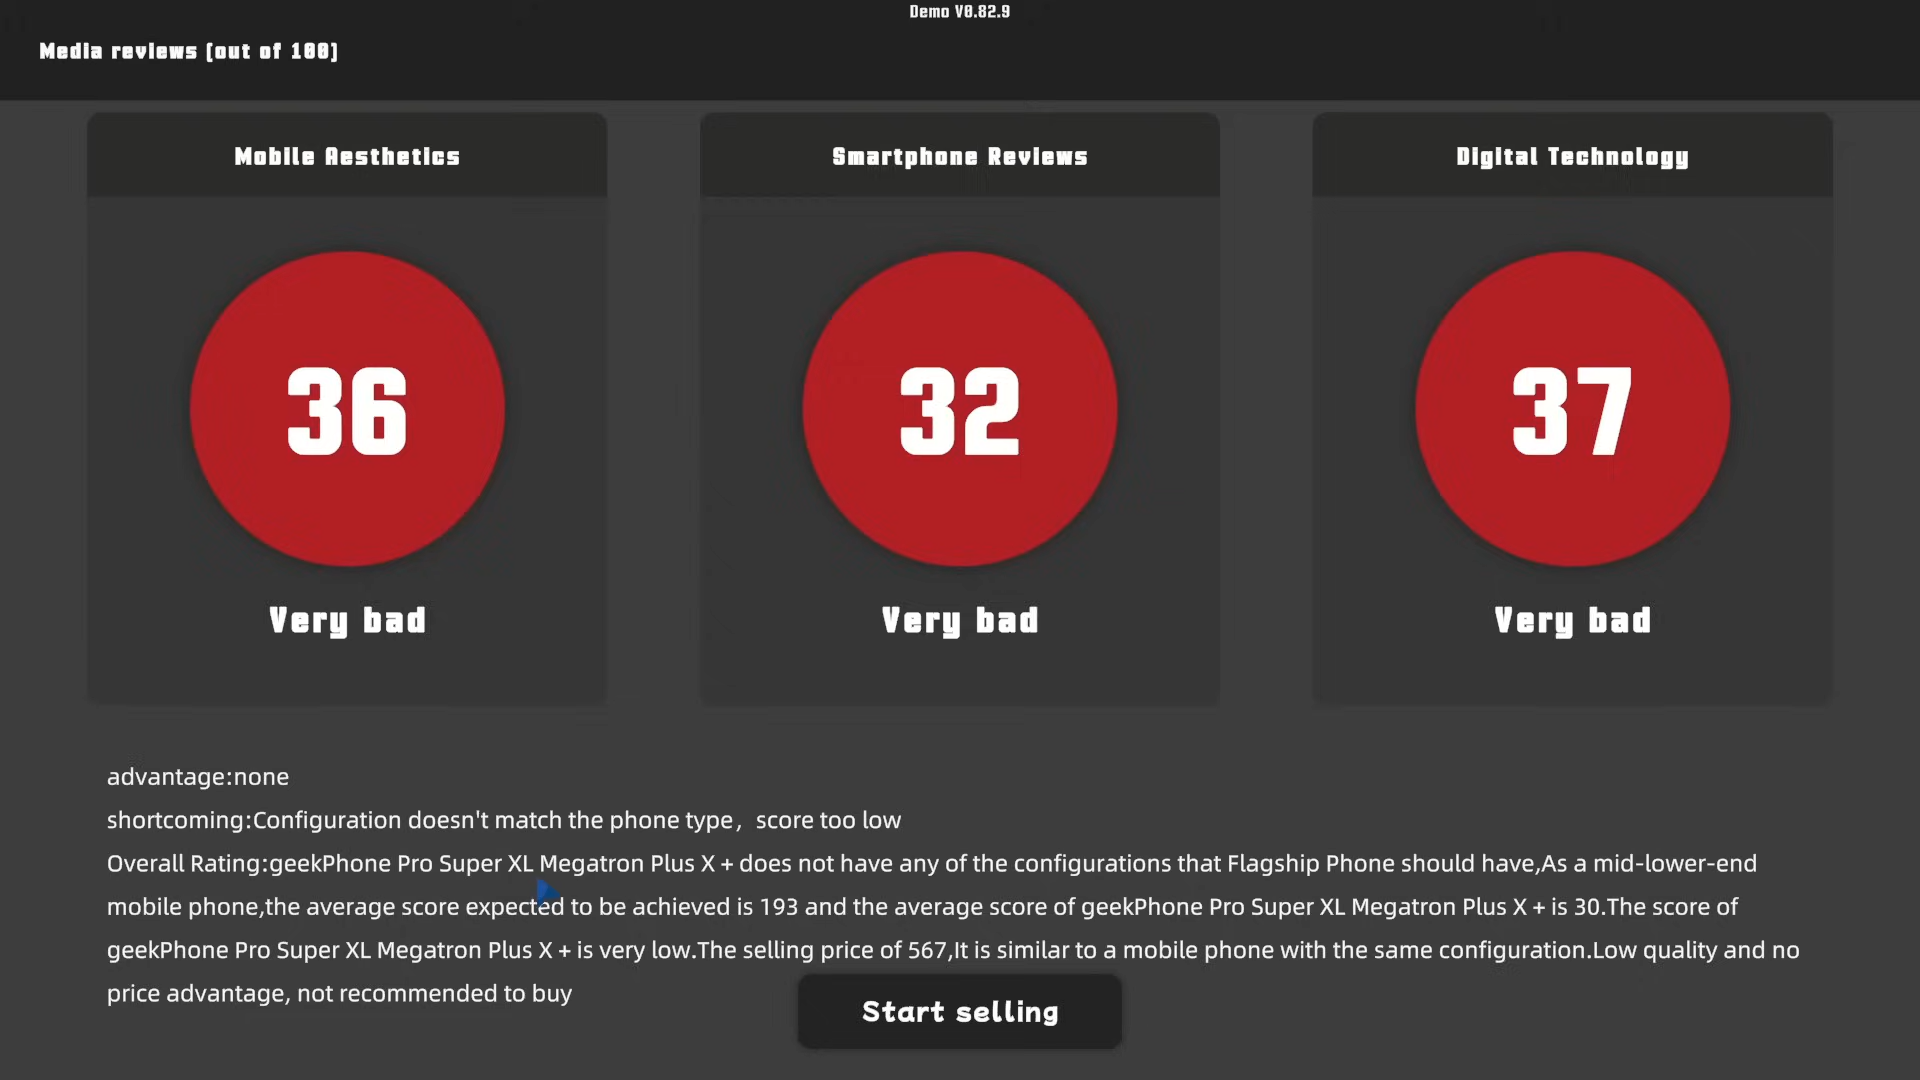 Demo V0.82.9
Media reviews (out of 100)
Mobile Aesthetics
Smartphone Reviews
Digital Technology
36
32
37
Very bad
Very bad
Very bad
advantage:none
shortcoming:Configuration doesn't match the phone type，score too low
Overall Rating:geekPhone Pro Super XL Megatron Plus X + does not have any of the configurations that Flagship Phone should have,As a mid-lower-end
mobile phone,the average score expected to be achieved is 193 and the average score of geekPhone Pro Super XL Megatron Plus X + is 30.The score of
geekPhone Pro Super XL Megatron Plus X + is very low.The selling price of 567,It is similar to a mobile phone with the same configuration.Low quality and no
price advantage, not recommended to buy
Start selling